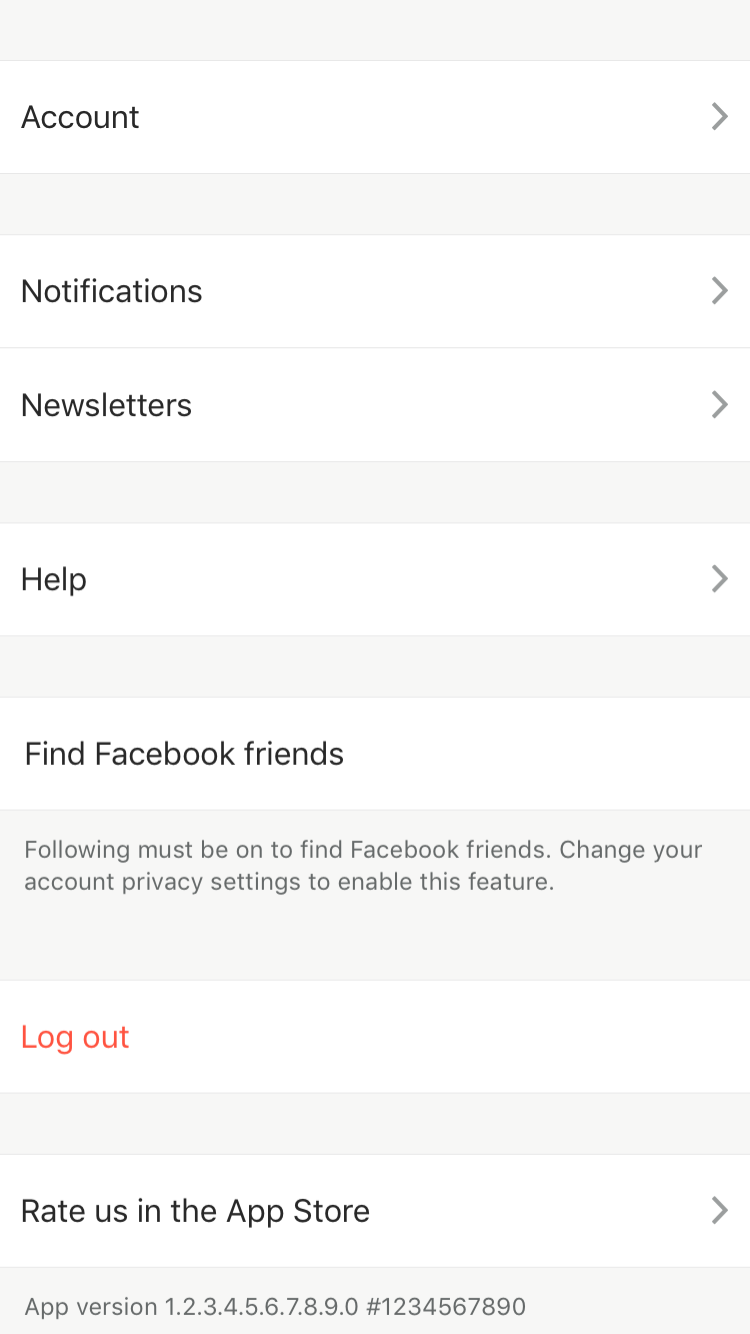 Account
Notifications
Newsletters
Help
Find Facebook friends
Following must be on to find Facebook friends. Change your
account privacy settings to enable this feature.
Log out
Rate us in the App Store
App version 1.2.3.4.5.6.7.8.9.0 #1234567890